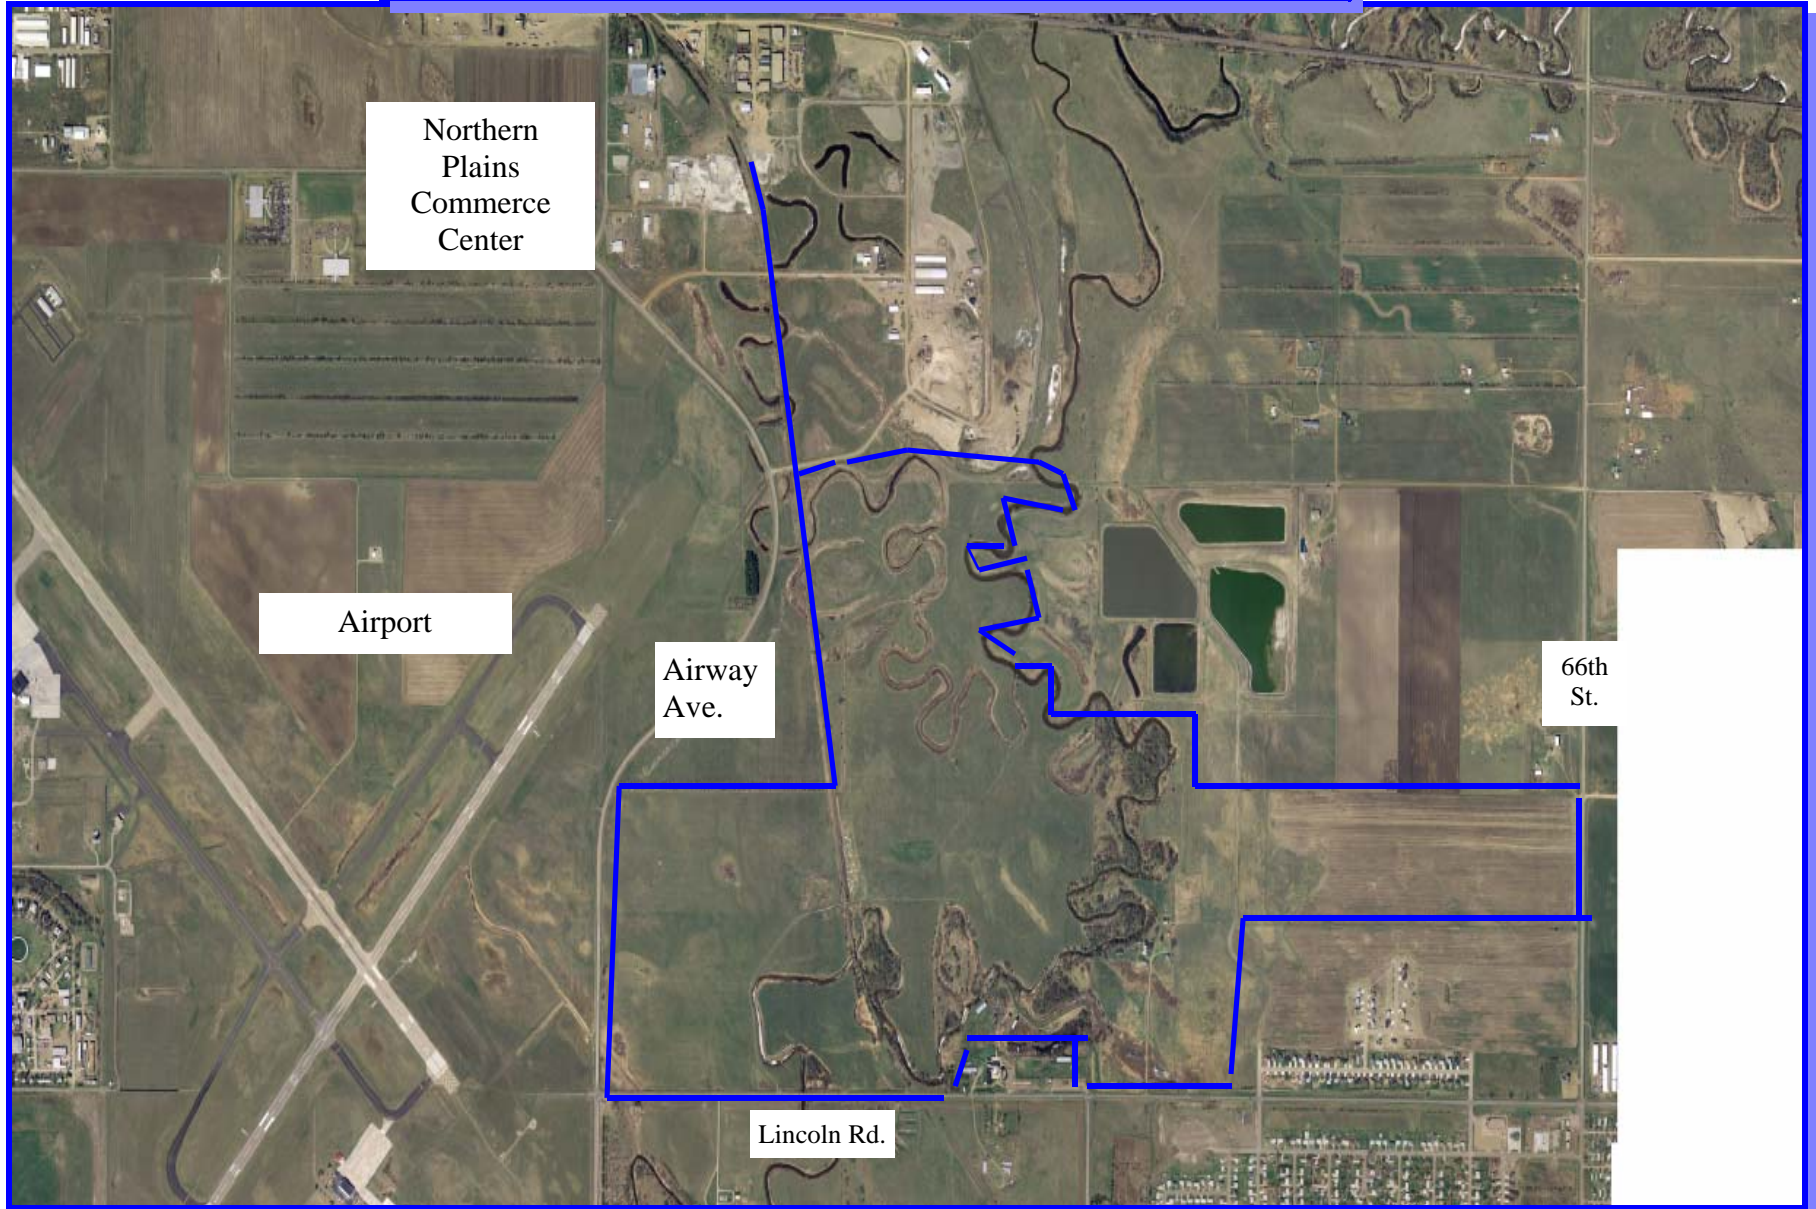 Northern
Plains
Commerce
Center
Airport
Airway
Ave.
66th
St.
Lincoln Rd.